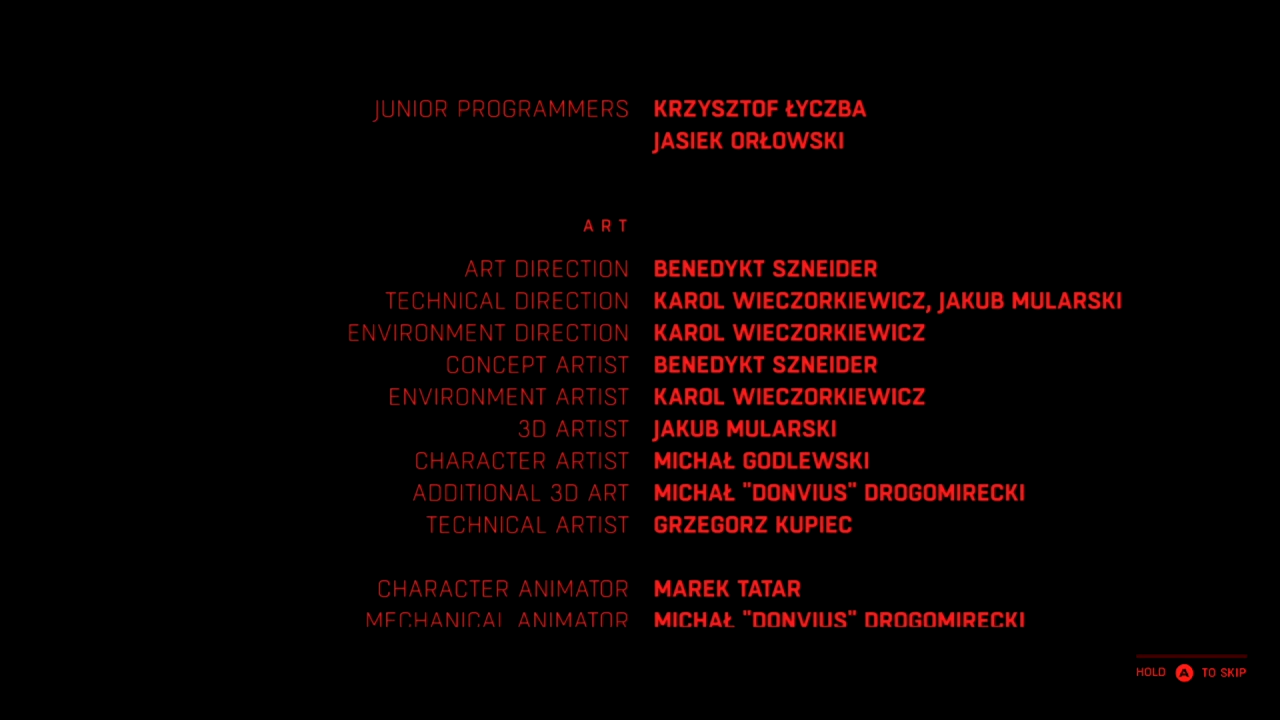 JUNIOR PROGRAMMERS KRZYSZTOF ŁYCZBA
JASIEK ORŁOWSKI
ART
ART DIRECTION BENEDYKT SZNEIDER
TECHNICAL DIRECTION KAROL WIECZORKIEWICZ, JAKUB MULARSKI
ENVIRONMENT DIRECTION KAROL WIECZORKIEWICZ
CONCEPT ARTIST BENEDYKT SZNEIDER
ENVIRONMENT ARTIST KAROL WIECZORKIEWICZ
3D ARTIST JAKUB MULARSKI
CHARACTER ARTIST MICHAŁ GODLEWSKI
ADDITIONAL 3D ART MICHAŁ "DONVIUS" DROGOMIRECKI
TECHNICAL ARTIST GRZEGORZ KUPIEC
CHARACTER ANIMATOR MAREK TATAR
MECHANICAL ANIMATOR MICHAŁ "DONVIUS" DROGOMIRECKI
HOLD A TO SKIP